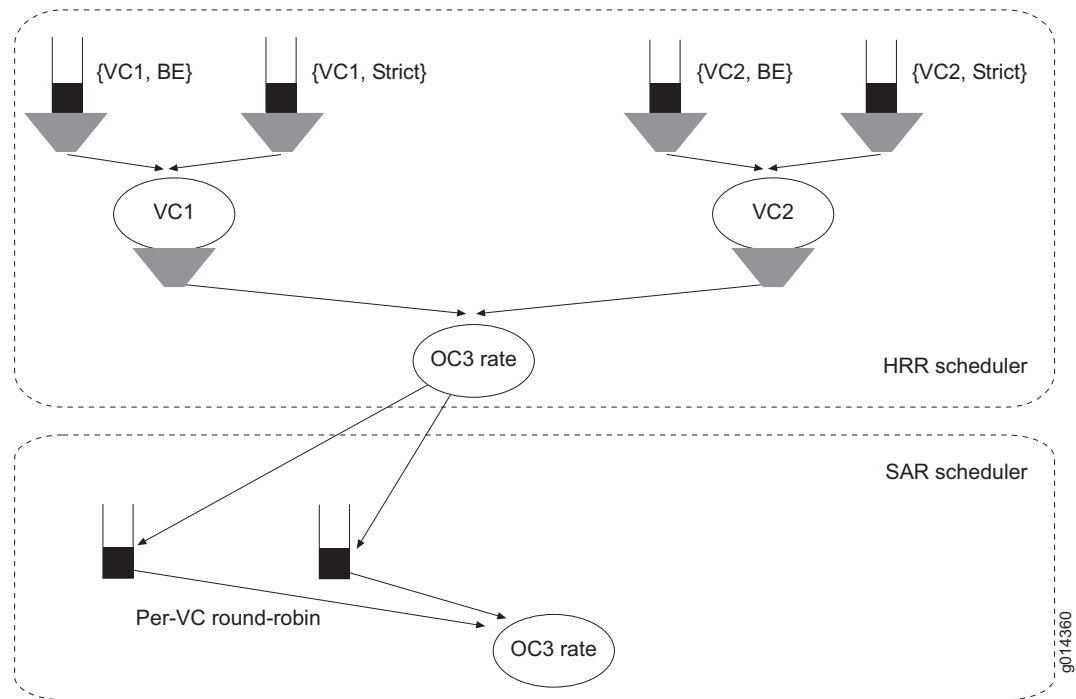 {VC1, BE}
{VC1, Strict}
{VC2, BE}
{VC2, Strict}
VC1
VC2
OC3 rate
HRR scheduler
SAR scheduler
Per-VC round-robin
OC3 rate
g014360